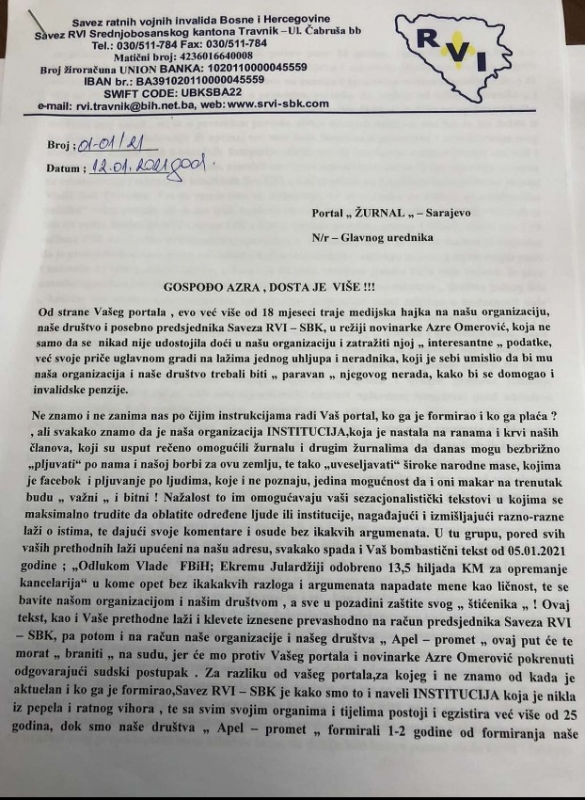 Savez ratnih vojnih invalida Bosne i Hercegovine
Savez RVI Srednjobosanskog kantona Travnik –Ul. Čabruša bb
Tel.: 030/511-784 Fax: 030/511-784
Matični broj: 4236016640008
Broj žiroračuna UNION BANKA: 1020110000045559
IBAN br.: BA391020110000045559
SWIFT CODE: UBKSBA22
e-mail: rvi.travnik@bih.net.ba, web: www.srvi-sbk.com
RVI
Broj ; 01-01/21
Datum ; 12.01.2021 god.
Portal „ ŽURNAL „ – Sarajevo
N/r – Glavnog urednika
GOSPOĐO AZRA , DOSTA JE VIŠE !!!
Od strane Vašeg portala , evo već više od 18 mjeseci traje medijska hajka na našu organizaciju,
naše društvo i posebno predsjednika Saveza RVI – SBK, u režiji novinarke Azre Omerović, koja ne
samo da se nikad nije udostojila doći u našu organizaciju i zatražiti njoj „ interesantne „ podatke,
već svoje priče uglavnom gradi na lažima jednog uhljupa i neradnika, koji je sebi umislio da bi mu
naša organizacija i naše društvo trebali biti „ paravan „ njegovog nerada, kako bi se domogao i
invalidske penzije.
Ne znamo i ne zanima nas po čijim instrukcijama radi Vaš portal, ko ga je formirao i ko ga plaća ?
, ali svakako znamo da je naša organizacija INSTITUCIJA,koja je nastala na ranama i krvi naših
članova, koji su usput rečeno omogućili žurnalu i drugim žurnalima da danas mogu bezbrižno
„pljuvati“ po nama i našoj borbi za ovu zemlju, te tako „uveseljavati“ široke narodne mase, kojima
je facebok i pljuvanje po ljudima, koje i ne poznaju, jedina mogućnost da i oni makar na trenutak
budu „ važni „ i bitni ! Nažalost to im omogućavaju vaši sezacjonalistički tekstovi u kojima se
maksimalno trudite da oblatite određene ljude ili institucije, nagađajući i izmišljajući razno-razne
laži o istima, te dajući svoje komentare i osude bez ikakvih argumenata. U tu grupu, pored svih
vaših prethodnih laži upućeni na našu adresu, svakako spada i Vaš bombastični tekst od 05.01.2021
godine ; „Odlukom Vlade FBiH; Ekremu Julardžiji odobreno 13,5 hiljada KM za opremanje
kancelarija“ u kome opet bez ikakakvih razloga i argumenata napadate mene kao ličnost, te se
bavite našom organizacijom i našim društvom , a sve u pozadini zaštite svog „ štićenika „ ! Ovaj
tekst, kao i Vaše prethodne laži i klevete iznesene prevashodno na račun predsjednika Saveza RVI
– SBK, pa potom i na račun naše organizacije i našeg društva „ Apel – promet „ ovaj put će te
morat „ braniti „ na sudu, jer će mo protiv Vašeg portala i novinarke Azre Omerović pokrenuti
odgovarajući sudski postupak . Za razliku od vašeg portala,za kojeg i ne znamo od kada je
aktuelan i ko ga je formirao,Savez RVI – SBK je kako smo to i naveli INSTITUCIJA koja je nikla
iz pepela i ratnog vihora , te sa svim svojim organima i tijelima postoji i egzistira već više od 25
godina, dok smo naše društva „ Apel – promet „ formirali 1-2 godine od formiranja naše